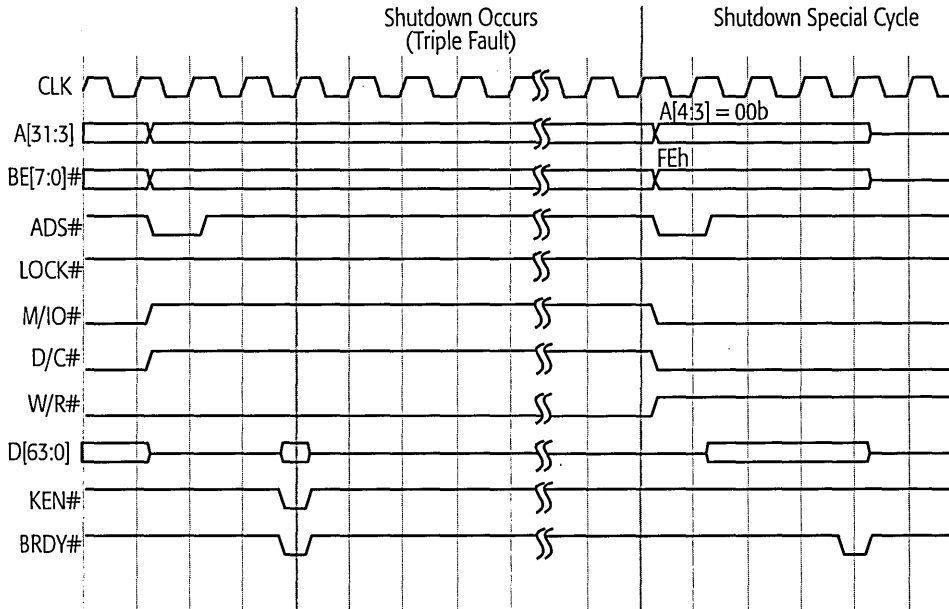 Shutdown Occurs
(Triple Fault)
Shutdown Special Cycle
CLK
A[4:3] = 00b
A[31:3]
FEh
BE[7:0]#
ADS#
LOCK#
M/IO#
D/C#
W/R#
D[63:0]
KEN#
BRDY#